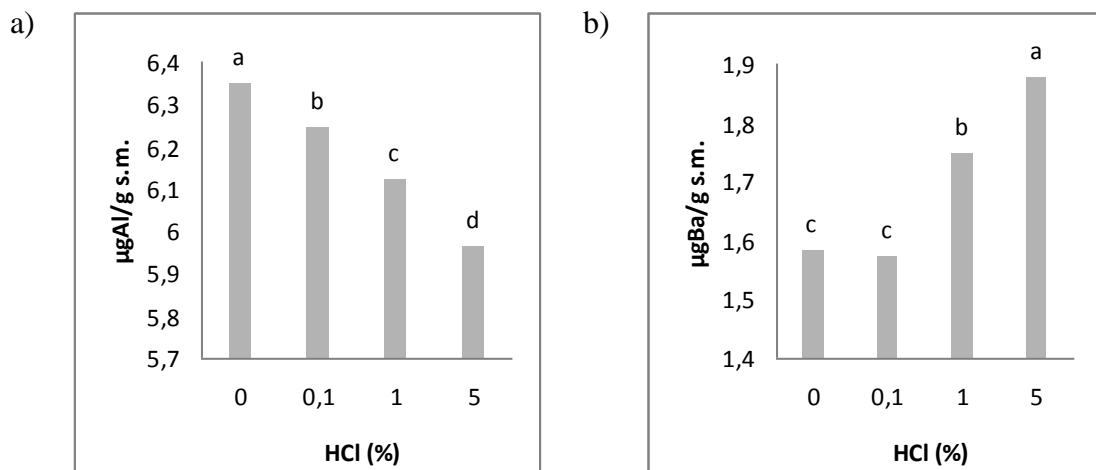 a)
6,4
6,3
6,2
6,1
6
5,9
5,8
5,7
µgAl/g s.m.
a
b
c
d
0 0,1 1 5
HCl (%)
b)
1,9
1,8
1,7
1,6
1,5
1,4
µgBa/g s.m.
c
c
b
a
0 0,1 1 5
HCl (%)